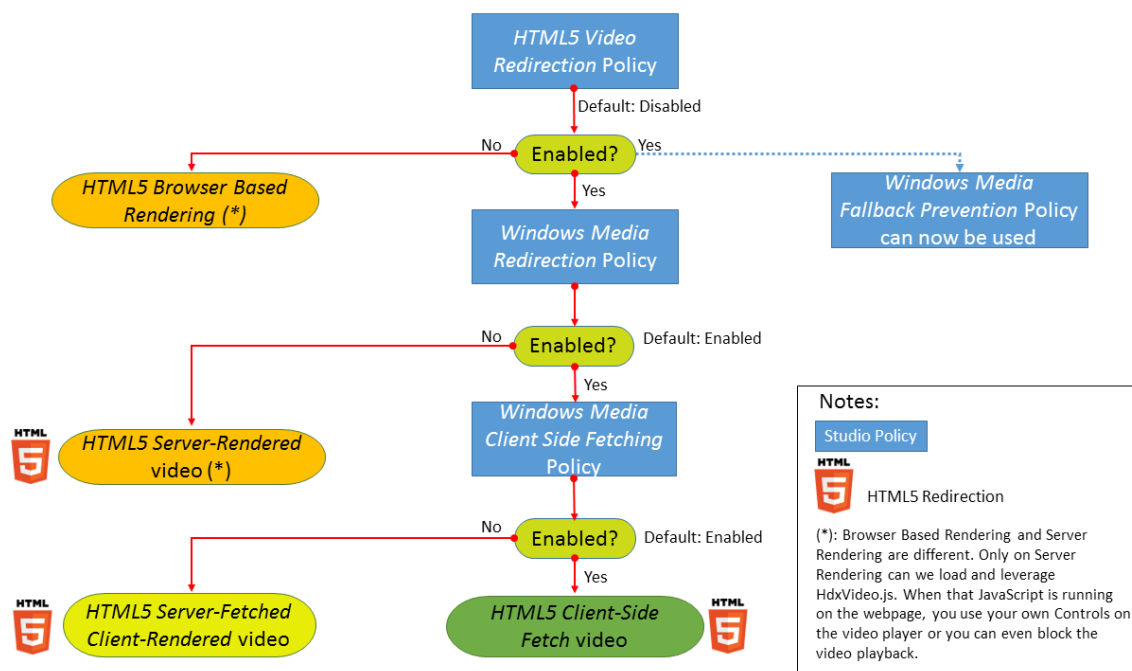 HTML5 Video
Redirection Policy
Default: Disabled
No
Enabled?
Yes
HTML5 Browser Based
Rendering (*)
Yes
Windows Media
Fallback Prevention Policy
can now be used
Windows Media
Redirection Policy
No
Enabled?
Default: Enabled
Yes
HTML
5
HTML5 Server-Rendered
video (*)
Windows Media
Client Side Fetching
Policy
No
Enabled?
Default: Enabled
Yes
HTML
5
HTML5 Server-Fetched
Client-Rendered video
HTML5 Client-Side
Fetch video
HTML
5
Notes:
Studio Policy
HTML
5
HTML5 Redirection
(*): Browser Based Rendering and Server
Rendering are different. Only on Server
Rendering can we load and leverage
HdxVideo.js. When that JavaScript is running
on the webpage, you use your own Controls on
the video player or you can even block the
video playback.